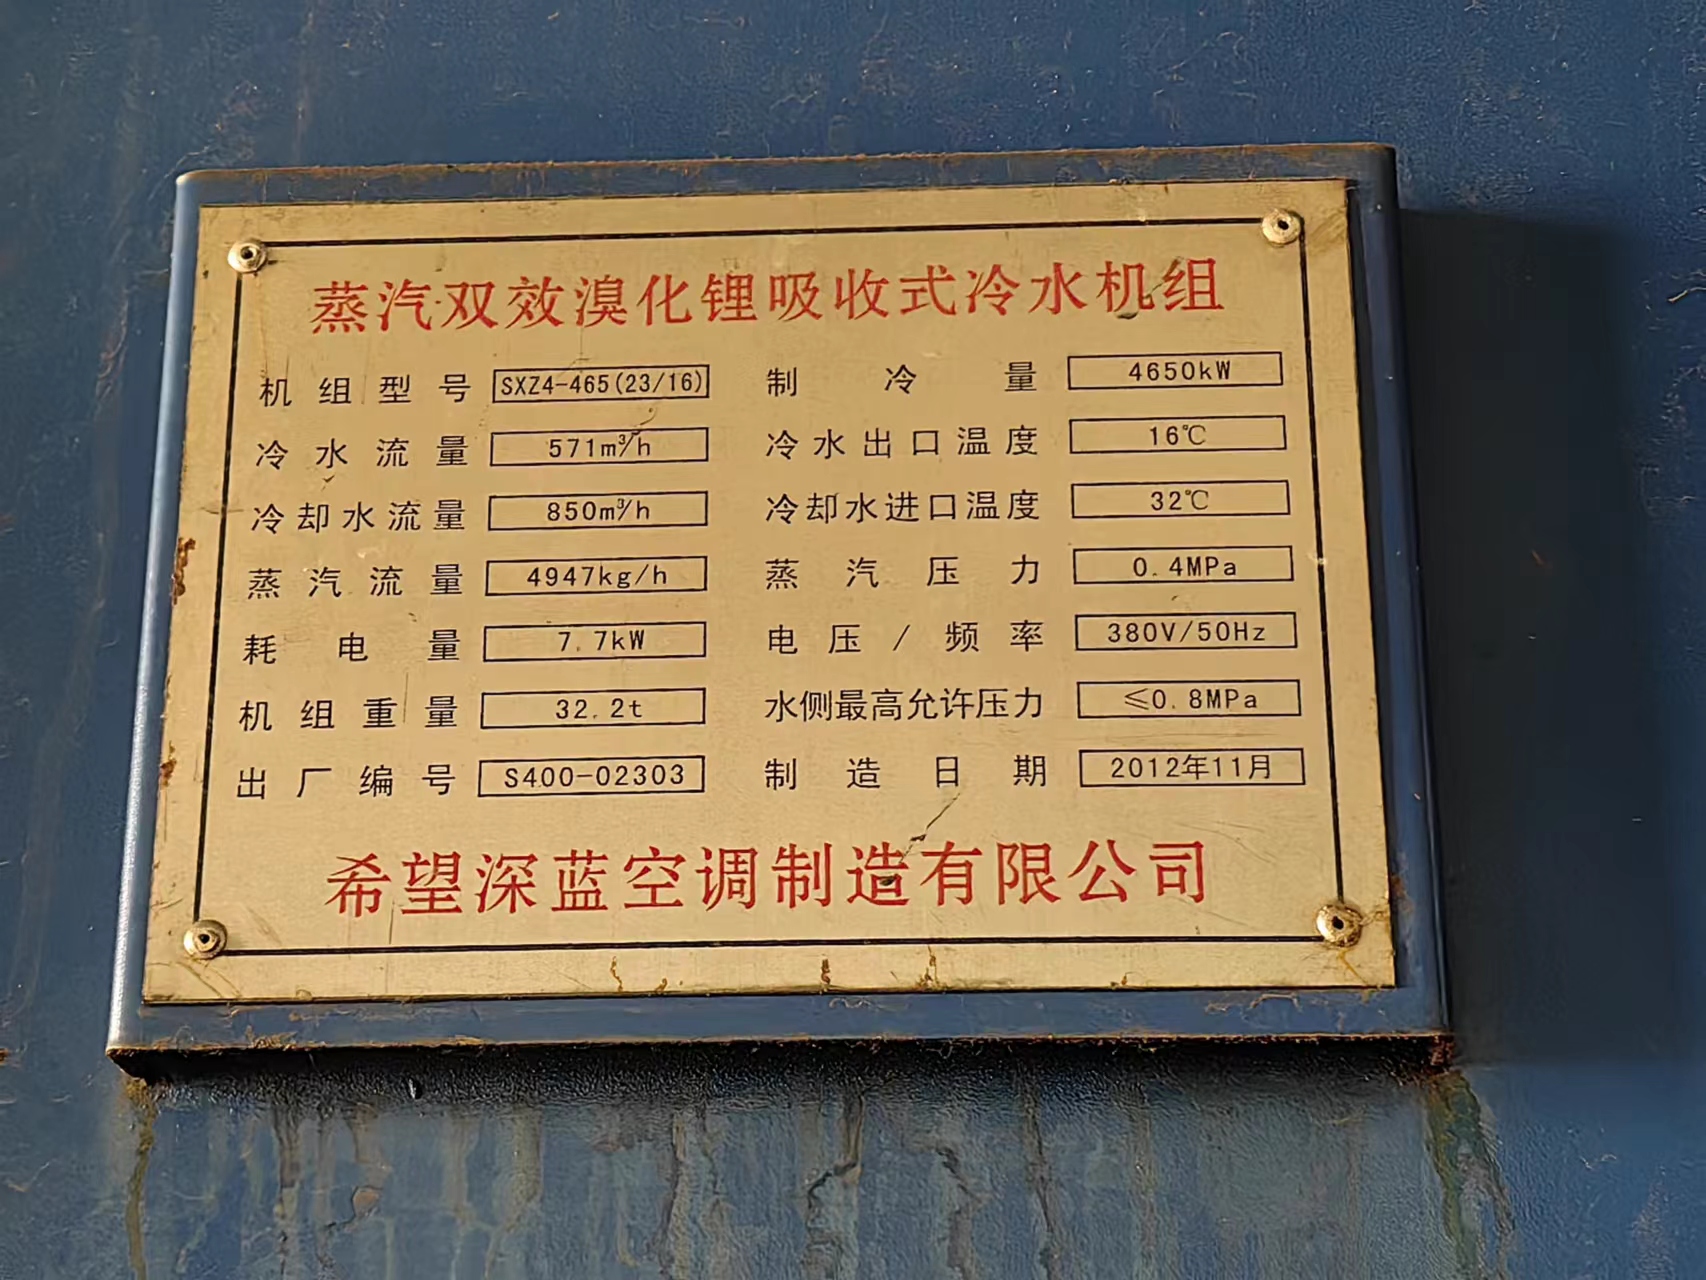 蒸汽双效溴化锂吸收式冷水机组
机组型号 SXZ4-465(23/16) 制冷量 4650kW
冷水流量 571m³/h 冷水出口温度 16℃
冷却水流量 850m³/h 冷却水进口温度 32℃
蒸汽流量 4947kg/h 蒸汽压力 0.4MPa
耗电量 7.7kW 电压/频率 380V/50Hz
机组重量 32.2t 水侧最高允许压力 ≤0.8MPa
出厂编号 S400-02303 制造日期 2012年11月
希望深蓝空调制造有限公司